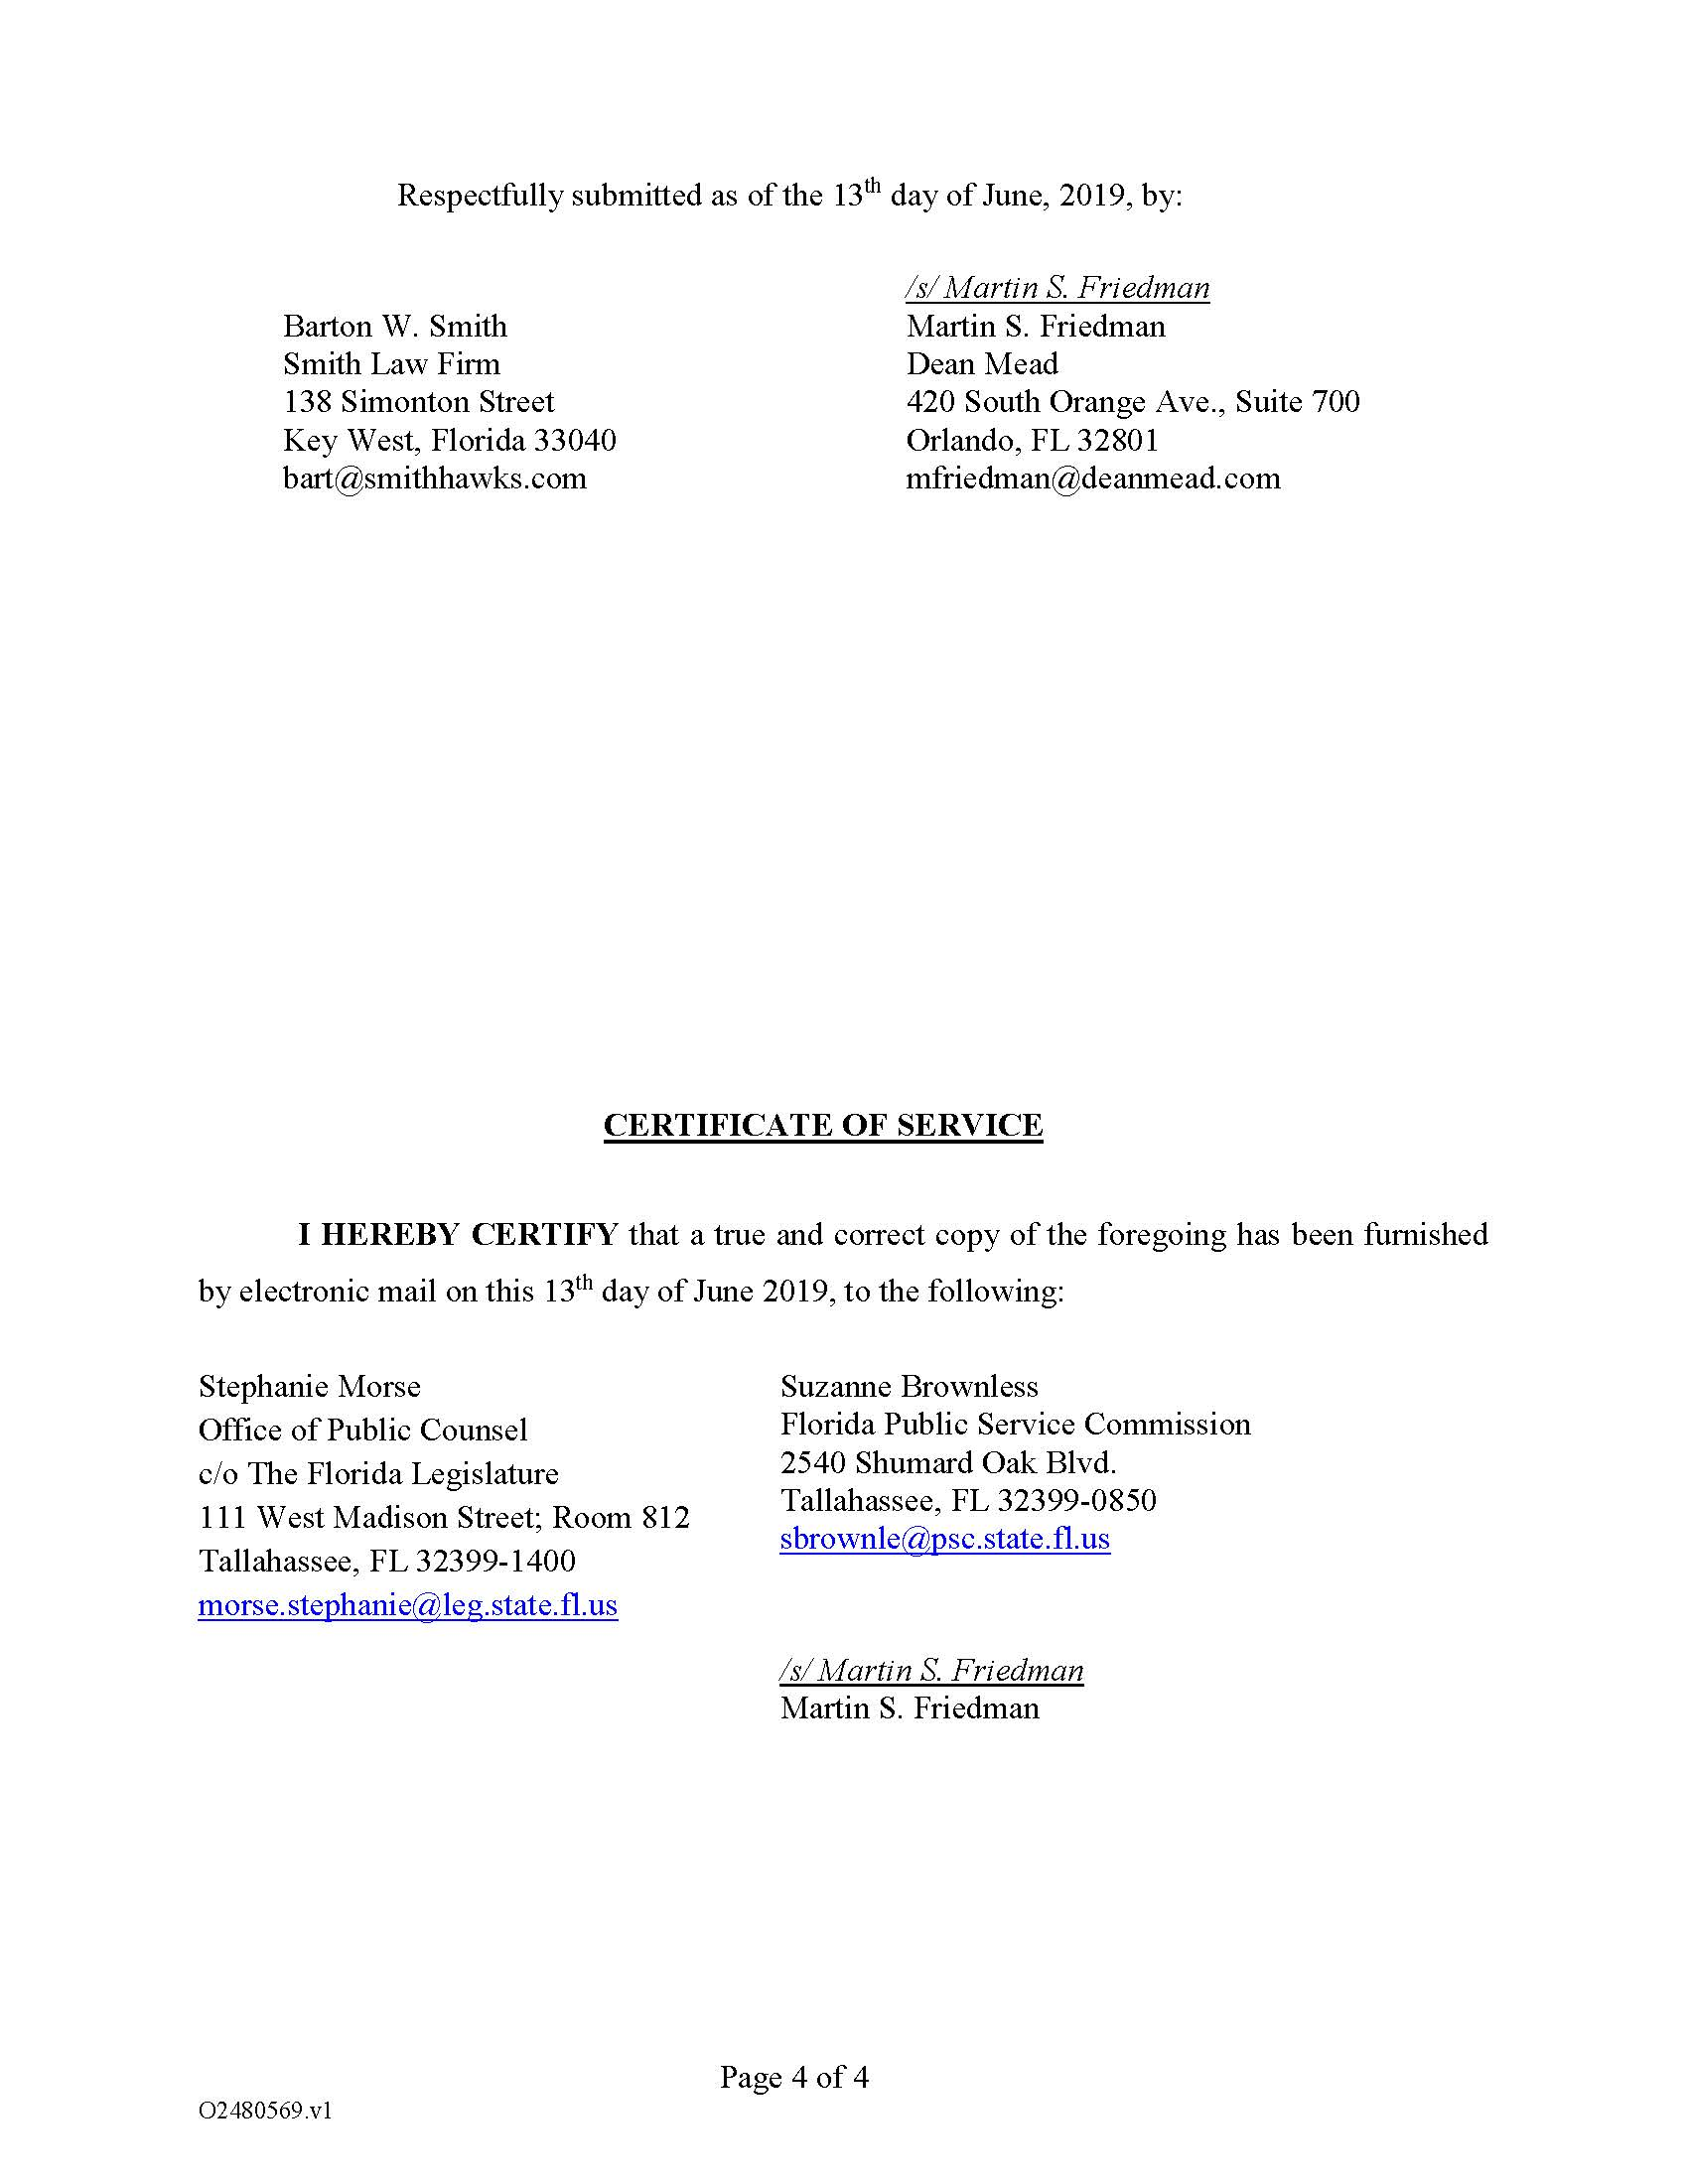 Respectfully submitted as of the 13th day of June, 2019, by:
Barton W. Smith
Smith Law Firm
138 Simonton Street
Key West, Florida 33040
bart@smithhawks.com
/s/ Martin S. Friedman
Martin S. Friedman
Dean Mead
420 South Orange Ave., Suite 700
Orlando, FL 32801
mfriedman@deanmead.com
CERTIFICATE OF SERVICE
I HEREBY CERTIFY that a true and correct copy of the foregoing has been furnished
by electronic mail on this 13th day of June 2019, to the following:
Stephanie Morse
Office of Public Counsel
c/o The Florida Legislature
111 West Madison Street; Room 812
Tallahassee, FL 32399-1400
morse.stephanie@leg.state.fl.us
Suzanne Brownless
Florida Public Service Commission
2540 Shumard Oak Blvd.
Tallahassee, FL 32399-0850
sbrownle@psc.state.fl.us
/s/ Martin S. Friedman
Martin S. Friedman
Page 4 of 4
O2480569.v1